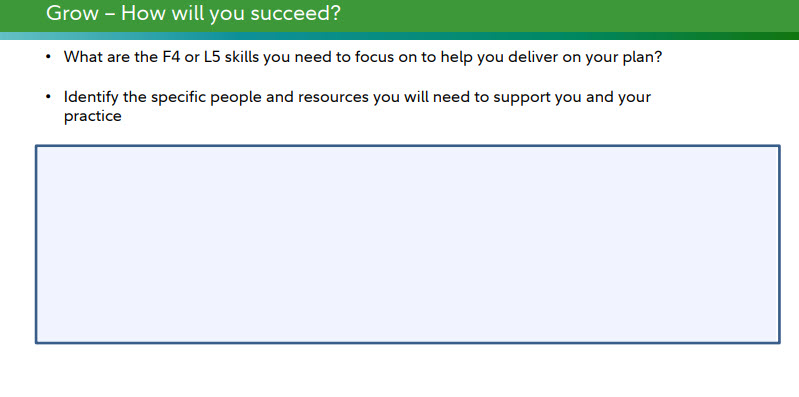 Grow – How will you succeed?
• What are the F4 or L5 skills you need to focus on to help you deliver on your plan?
• Identify the specific people and resources you will need to support you and your
practice